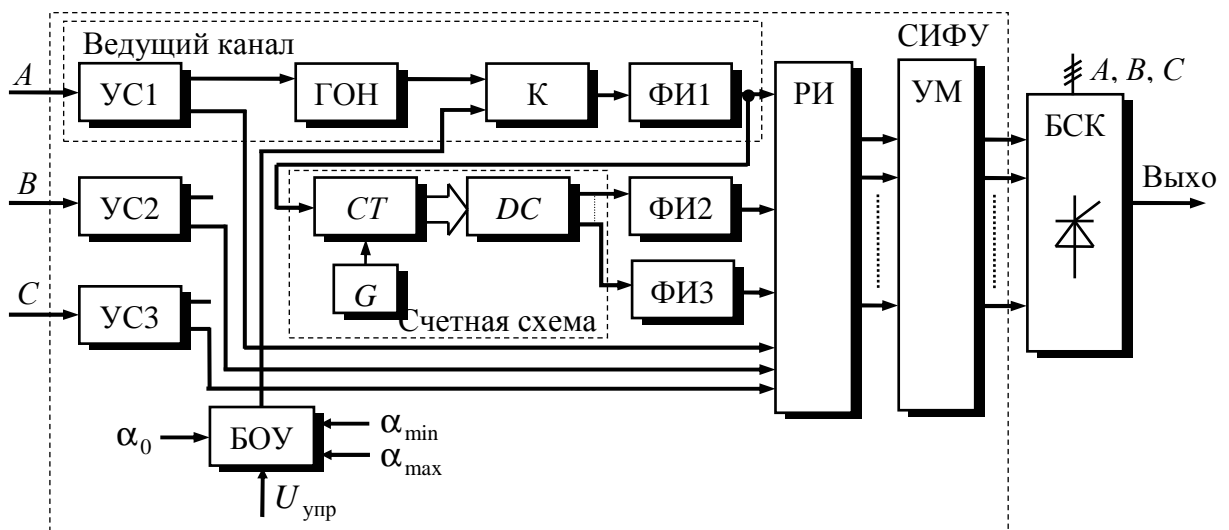 Ведущий канал
СИФУ
A
УС1
ГОН
К
ФИ1
РИ
УМ
A, B, C
БСК
B
УС2
CT
DC
ФИ2
Выхо
C
УС3
G
ФИ3
Счетная схема
α0
БОУ
αmin
αmax
Uупр